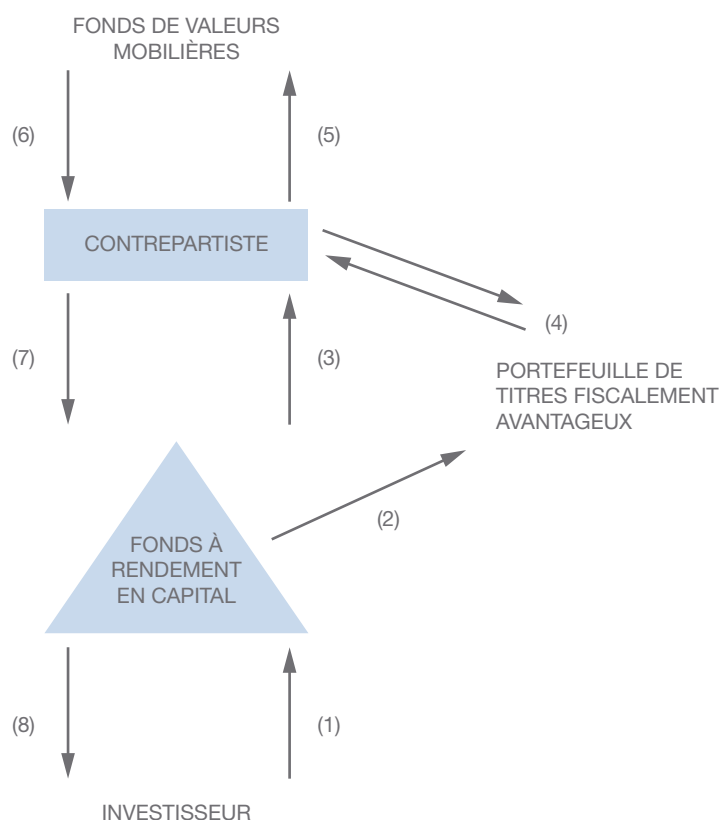 FONDS DE VALEURS
MOBILIÈRES
(6)
(5)
CONTREPARTISTE
(4)
(7)
(3)
PORTEFEUILLE DE
TITRES FISCALEMENT
AVANTAGEUX
(2)
FONDS À
RENDEMENT
EN CAPITAL
(8)
(1)
INVESTISSEUR